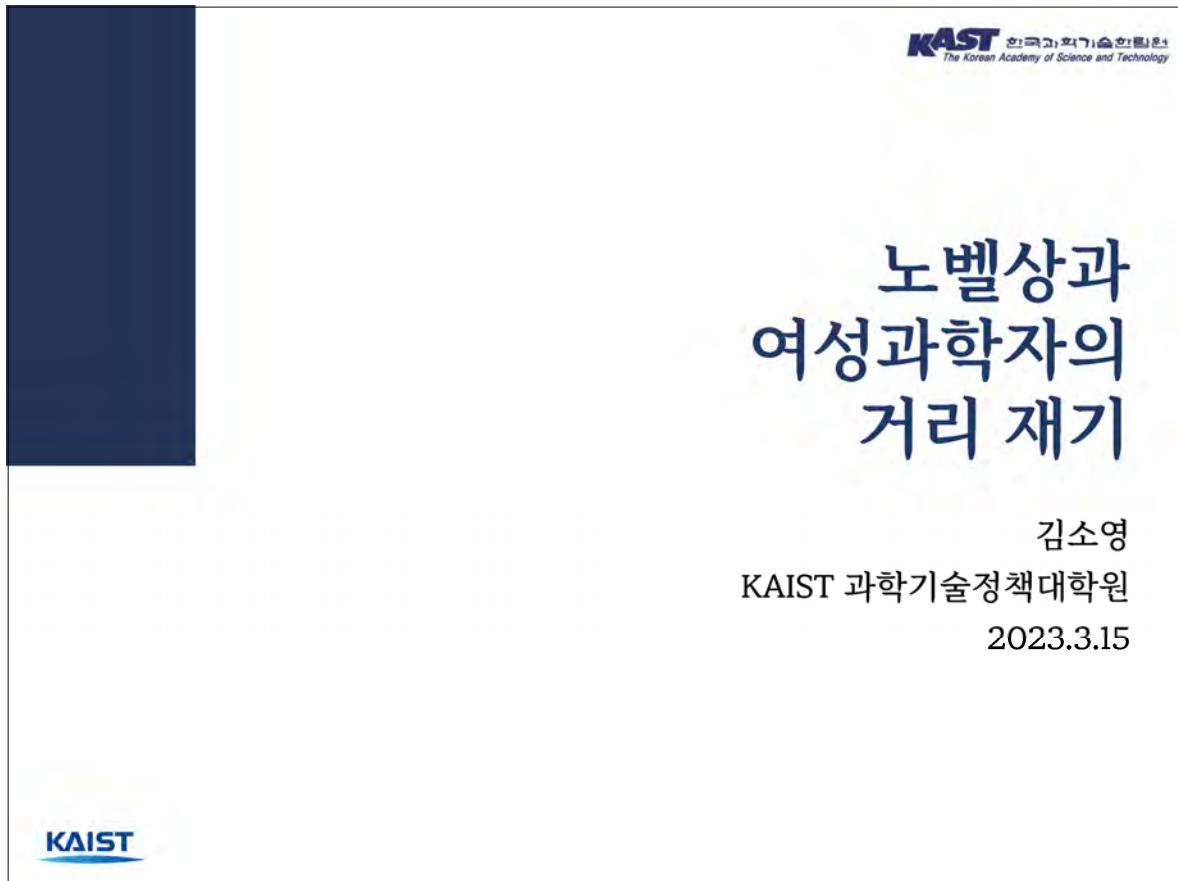 KAST 한국과학기술한림원
The Korean Academy of Science and Technology
노벨상과
여성과학자의
거리 재기
김소영
KAIST 과학기술정책대학원
2023.3.15
KAIST